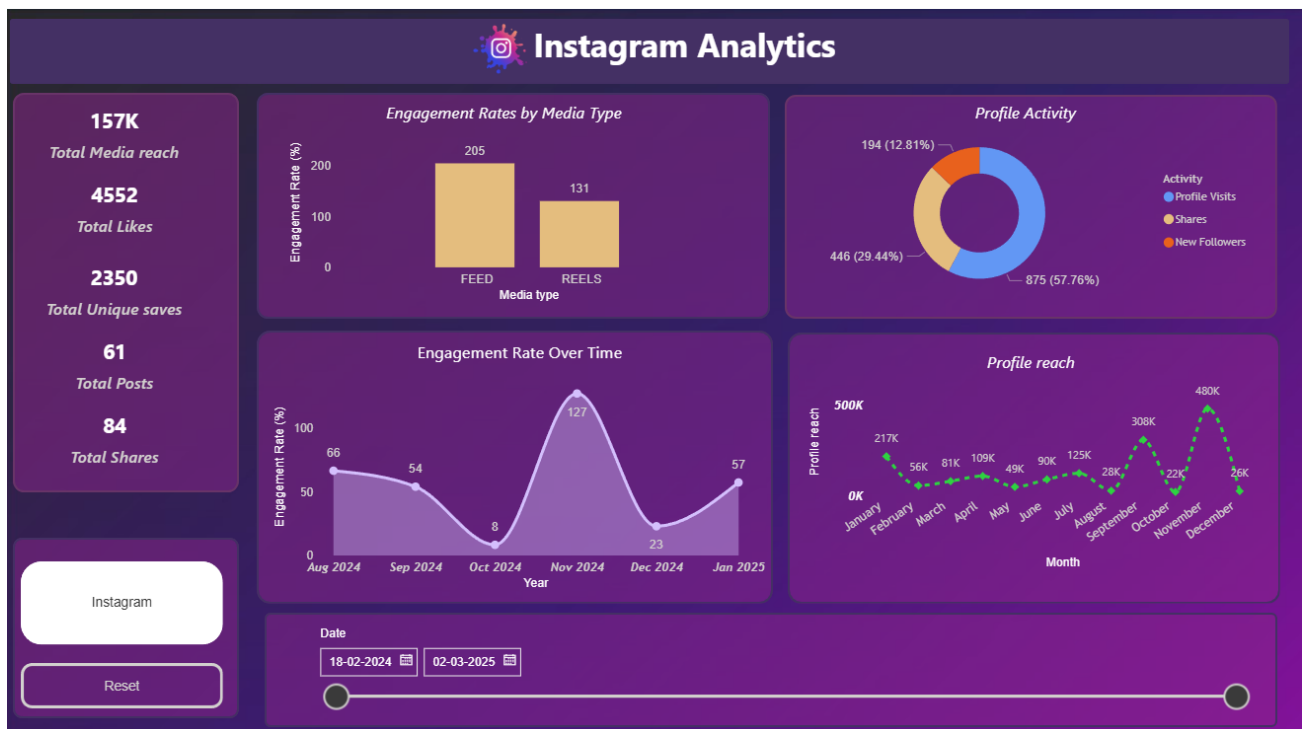 Instagram Analytics
157K
Total Media reach
4552
Total Likes
2350
Total Unique saves
61
Total Posts
84
Total Shares
Instagram
Reset
Engagement Rates by Media Type
Engagement Rate (%)
200
100
0
205
131
FEED
REELS
Media type
Profile Activity
194 (12.81%)
446 (29.44%)
875 (57.76%)
Activity
Profile Visits
Shares
New Followers
Engagement Rate Over Time
Engagement Rate (%)
100
50
0
66
54
8
127
23
57
Aug 2024
Sep 2024
Oct 2024
Nov 2024
Dec 2024
Jan 2025
Year
Profile reach
Profile reach
500K
0K
217K
56K
81K
109K
49K
90K
125K
28K
308K
22K
480K
26K
January
February
March
April
May
June
July
August
September
October
November
December
Month
Date
18-02-2024
02-03-2025